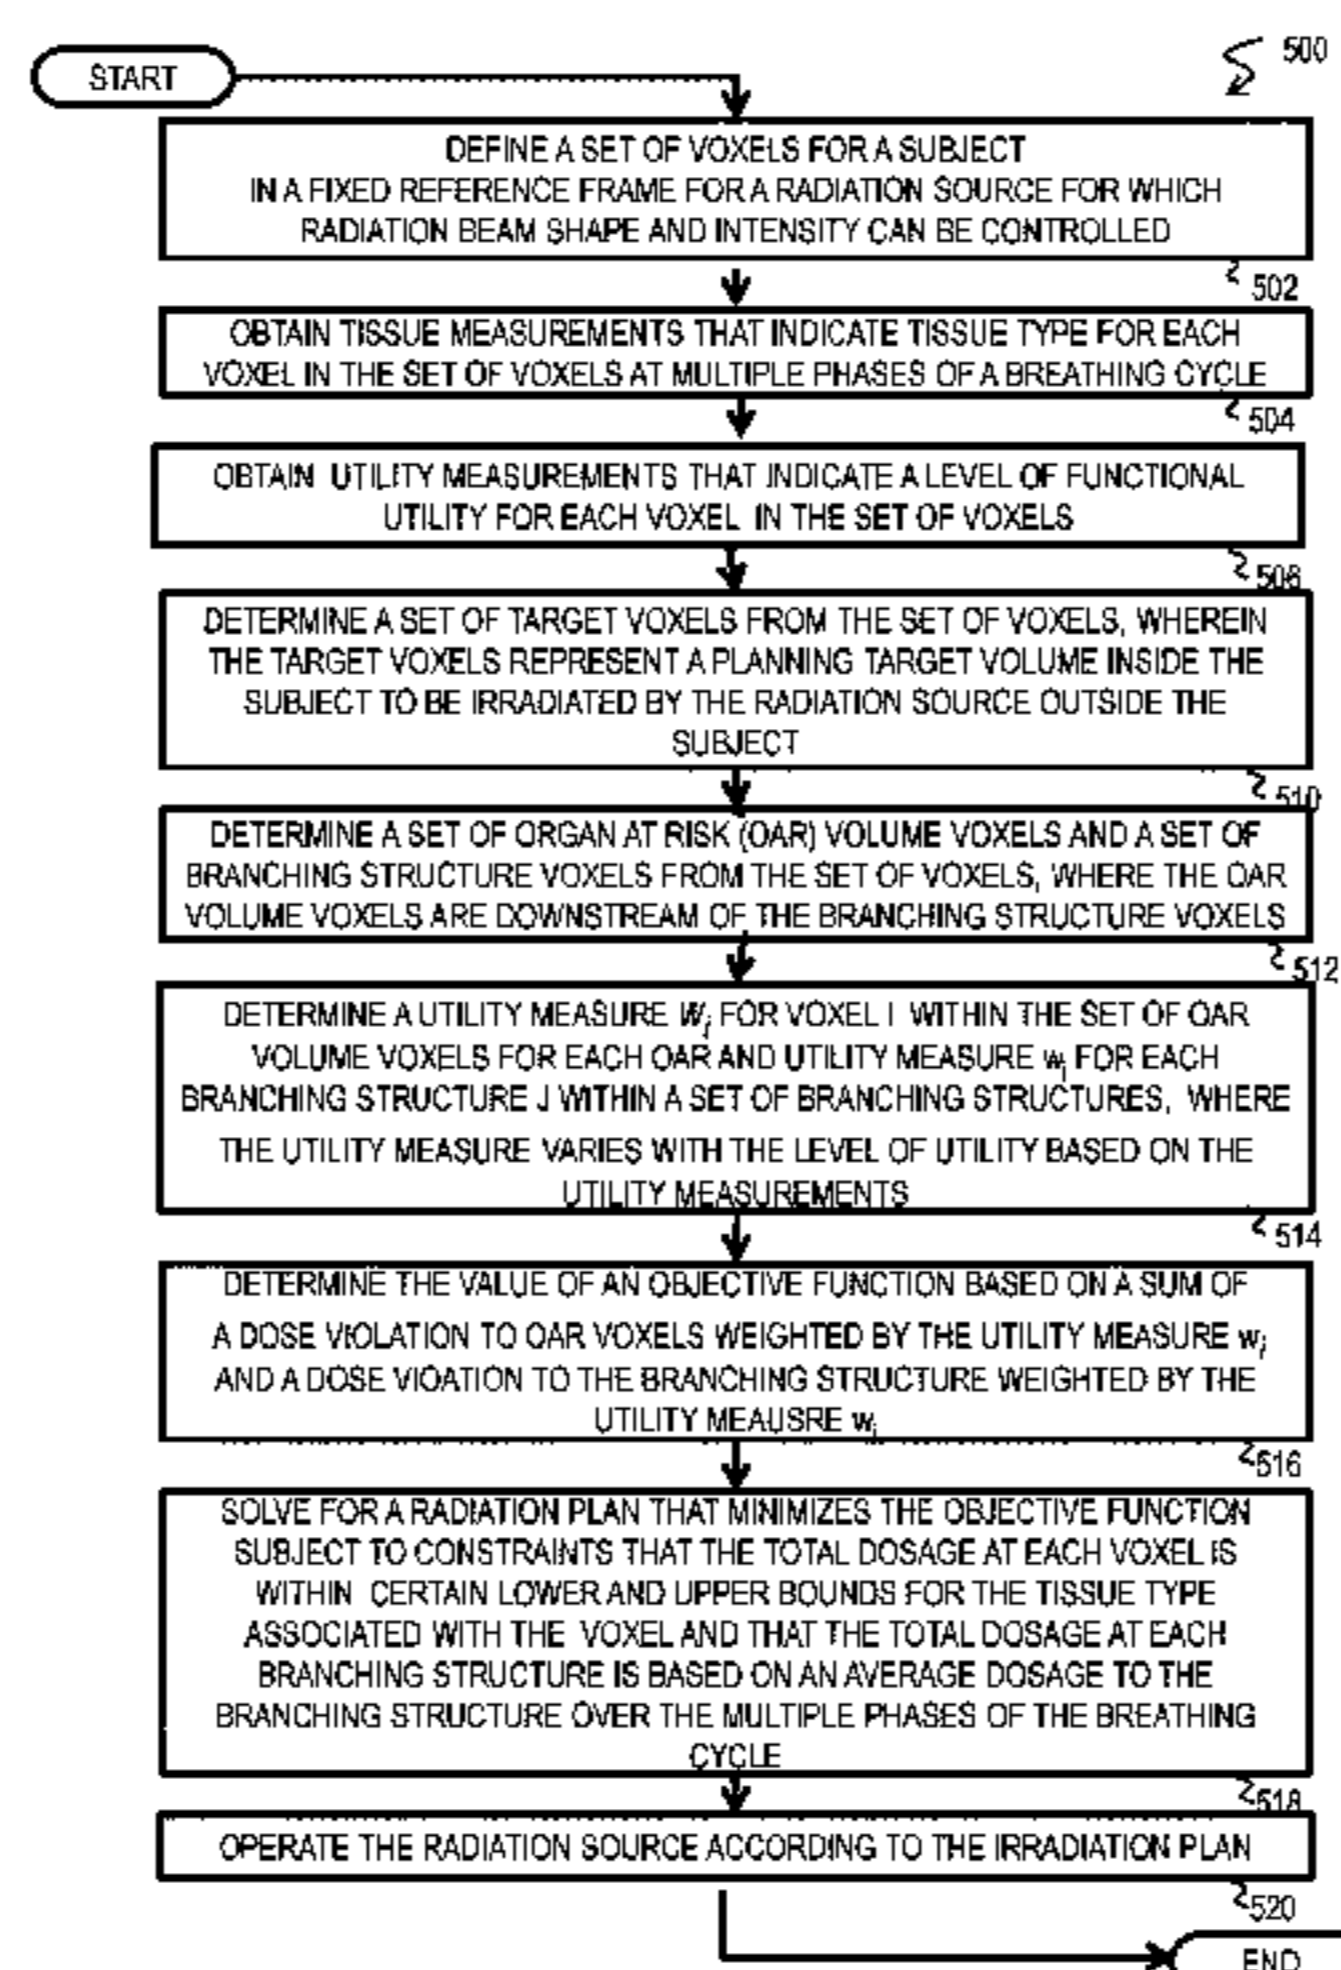 500
START
DEFINE A SET OF VOXELS FOR A SUBJECT
IN A FIXED REFERENCE FRAME FOR A RADIATION SOURCE FOR WHICH
RADIATION BEAM SHAPE AND INTENSITY CAN BE CONTROLLED
502
OBTAIN TISSUE MEASUREMENTS THAT INDICATE TISSUE TYPE FOR EACH
VOXEL IN THE SET OF VOXELS AT MULTIPLE PHASES OF A BREATHING CYCLE
504
OBTAIN UTILITY MEASUREMENTS THAT INDICATE A LEVEL OF FUNCTIONAL
UTILITY FOR EACH VOXEL IN THE SET OF VOXELS
506
DETERMINE A SET OF TARGET VOXELS FROM THE SET OF VOXELS, WHEREIN
THE TARGET VOXELS REPRESENT A PLANNING TARGET VOLUME INSIDE THE
SUBJECT TO BE IRRADIATED BY THE RADIATION SOURCE OUTSIDE THE
SUBJECT
510
DETERMINE A SET OF ORGAN AT RISK (OAR) VOLUME VOXELS AND A SET OF
BRANCHING STRUCTURE VOXELS FROM THE SET OF VOXELS, WHERE THE OAR
VOLUME VOXELS ARE DOWNSTREAM OF THE BRANCHING STRUCTURE VOXELS
512
DETERMINE A UTILITY MEASURE Wi FOR VOXEL I WITHIN THE SET OF OAR
VOLUME VOXELS FOR EACH OAR AND UTILITY MEASURE wj FOR EACH
BRANCHING STRUCTURE J WITHIN A SET OF BRANCHING STRUCTURES, WHERE
THE UTILITY MEASURE VARIES WITH THE LEVEL OF UTILITY BASED ON THE
UTILITY MEASUREMENTS
514
DETERMINE THE VALUE OF AN OBJECTIVE FUNCTION BASED ON A SUM OF
A DOSE VIOLATION TO OAR VOXELS WEIGHTED BY THE UTILITY MEASURE wi
AND A DOSE VIOATION TO THE BRANCHING STRUCTURE WEIGHTED BY THE
UTILITY MEAUSRE wj
516
SOLVE FOR A RADIATION PLAN THAT MINIMIZES THE OBJECTIVE FUNCTION
SUBJECT TO CONSTRAINTS THAT THE TOTAL DOSAGE AT EACH VOXEL IS
WITHIN CERTAIN LOWER AND UPPER BOUNDS FOR THE TISSUE TYPE
ASSOCIATED WITH THE VOXEL AND THAT THE TOTAL DOSAGE AT EACH
BRANCHING STRUCTURE IS BASED ON AN AVERAGE DOSAGE TO THE
BRANCHING STRUCTURE OVER THE MULTIPLE PHASES OF THE BREATHING
CYCLE
518
OPERATE THE RADIATION SOURCE ACCORDING TO THE IRRADIATION PLAN
520
END